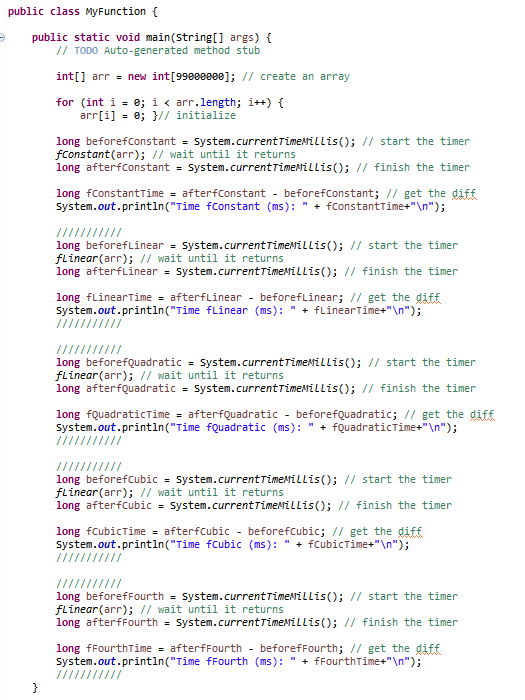 public class MyFunction {
public static void main(String[] args) {
// TODO Auto-generated method stub
int[] arr = new int[99000000]; // create an array
for (int i = 0; i < arr.length; i++) {
arr[i] = 0; }// initialize
long beforefConstant = System.currentTimeMillis(); // start the timer
fConstant(arr); // wait until it returns
long afterfConstant = System.currentTimeMillis(); // finish the timer
long fConstantTime = afterfConstant - beforefConstant; // get the diff
System.out.println("Time fConstant (ms): " + fConstantTime+"\n");
///////////
long beforefLinear = System.currentTimeMillis(); // start the timer
fLinear(arr); // wait until it returns
long afterfLinear = System.currentTimeMillis(); // finish the timer
long fLinearTime = afterfLinear - beforefLinear; // get the diff
System.out.println("Time fLinear (ms): " + fLinearTime+"\n");
///////////
///////////
long beforefQuadratic = System.currentTimeMillis(); // start the timer
fLinear(arr); // wait until it returns
long afterfQuadratic = System.currentTimeMillis(); // finish the timer
long fQuadraticTime = afterfQuadratic - beforefQuadratic; // get the diff
System.out.println("Time fQuadratic (ms): " + fQuadraticTime+"\n");
///////////
///////////
long beforefCubic = System.currentTimeMillis(); // start the timer
fLinear(arr); // wait until it returns
long afterfCubic = System.currentTimeMillis(); // finish the timer
long fCubicTime = afterfCubic - beforefCubic; // get the diff
System.out.println("Time fCubic (ms): " + fCubicTime+"\n");
///////////
///////////
long beforefFourth = System.currentTimeMillis(); // start the timer
fLinear(arr); // wait until it returns
long afterfFourth = System.currentTimeMillis(); // finish the timer
long fFourthTime = afterfFourth - beforefFourth; // get the diff
System.out.println("Time fFourth (ms): " + fFourthTime+"\n");
///////////
}